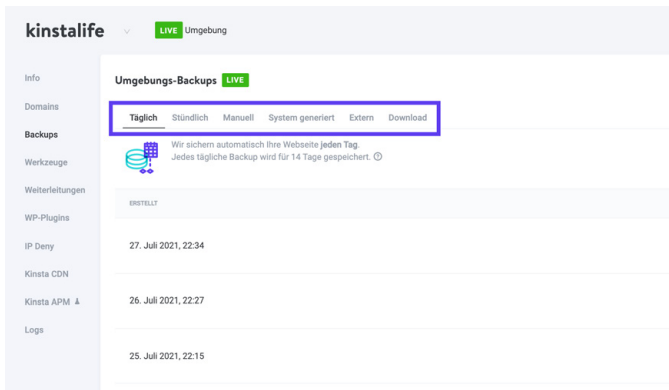 kinstalife
LIVE Umgebung
Info
Domains
Backups
Werkzeuge
Weiterleitungen
WP-Plugins
IP Deny
Kinsta CDN
Kinsta APM
Logs
Umgebungs-Backups LIVE
Täglich Stündlich Manuell System generiert Extern Download
Wir sichern automatisch Ihre Webseite jeden Tag.
Jedes tägliche Backup wird für 14 Tage gespeichert.
ERSTELLT
27. Juli 2021, 22:34
26. Juli 2021, 22:27
25. Juli 2021, 22:15